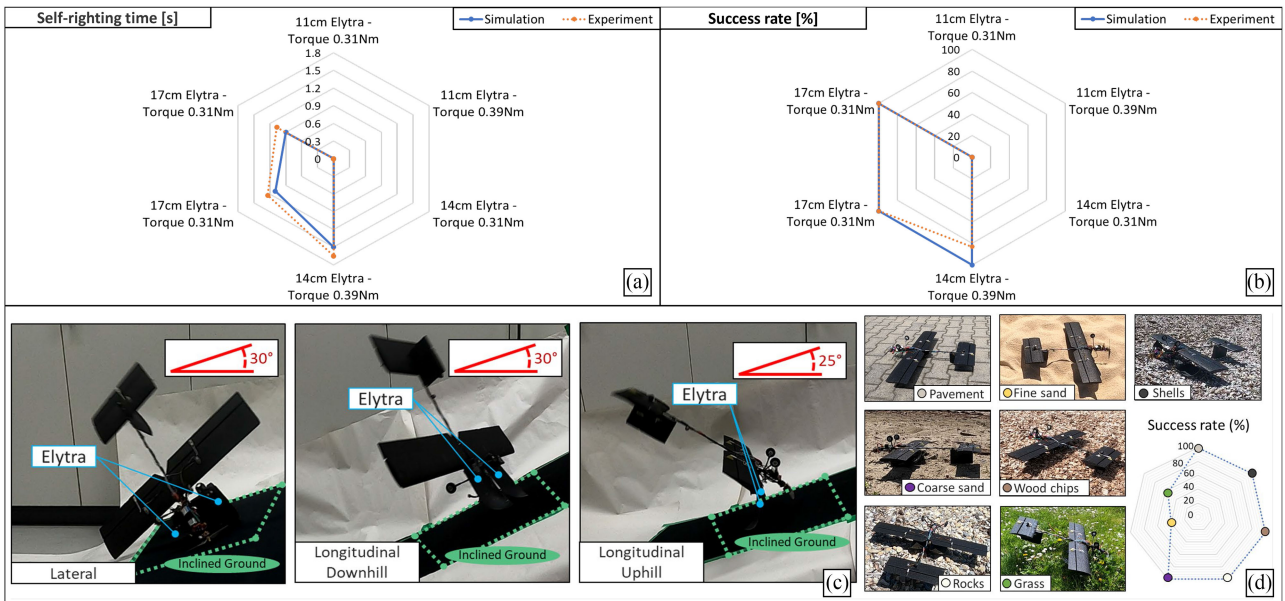 Self-righting time [s]
Simulation
Experiment
11cm Elytra -
Torque 0.31Nm
1.8
1.5
1.2
0.9
0.6
0.3
0
17cm Elytra -
Torque 0.31Nm
11cm Elytra -
Torque 0.39Nm
17cm Elytra -
Torque 0.31Nm
14cm Elytra -
Torque 0.31Nm
14cm Elytra -
Torque 0.39Nm
(a)
Success rate [%]
Simulation
Experiment
11cm Elytra -
Torque 0.31Nm
100
80
60
40
20
0
17cm Elytra -
Torque 0.31Nm
11cm Elytra -
Torque 0.39Nm
17cm Elytra -
Torque 0.31Nm
14cm Elytra -
Torque 0.31Nm
14cm Elytra -
Torque 0.39Nm
(b)
30°
Elytra
Inclined Ground
Lateral
30°
Elytra
Inclined Ground
Longitudinal
Downhill
25°
Elytra
Inclined Ground
Longitudinal
Uphill
(c)
Pavement
Fine sand
Shells
Coarse sand
Wood chips
Rocks
Grass
Success rate (%)
100
80
60
40
20
0
(d)